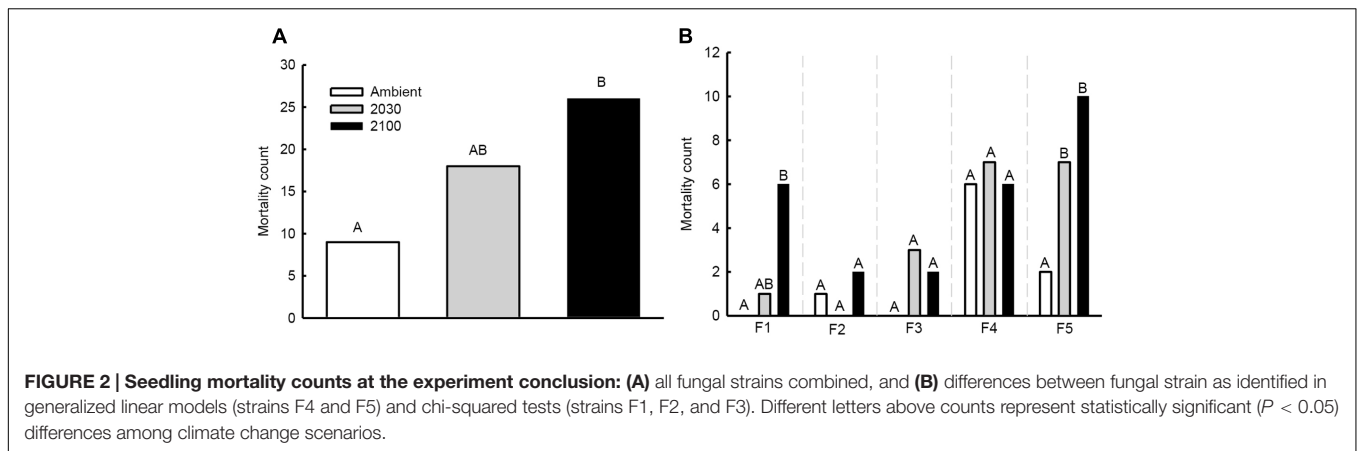 A
30
25
20
15
10
5
0
Mortality count
Ambient
2030
2100
A
AB
B
B
12
10
8
6
4
2
0
Mortality count
A
AB
B
A
A
A
A
A
A
A
A
A
A
B
B
F1
F2
F3
F4
F5
FIGURE 2 | Seedling mortality counts at the experiment conclusion: (A) all fungal strains combined, and (B) differences between fungal strain as identified in
generalized linear models (strains F4 and F5) and chi-squared tests (strains F1, F2, and F3). Different letters above counts represent statistically significant (P < 0.05)
differences among climate change scenarios.